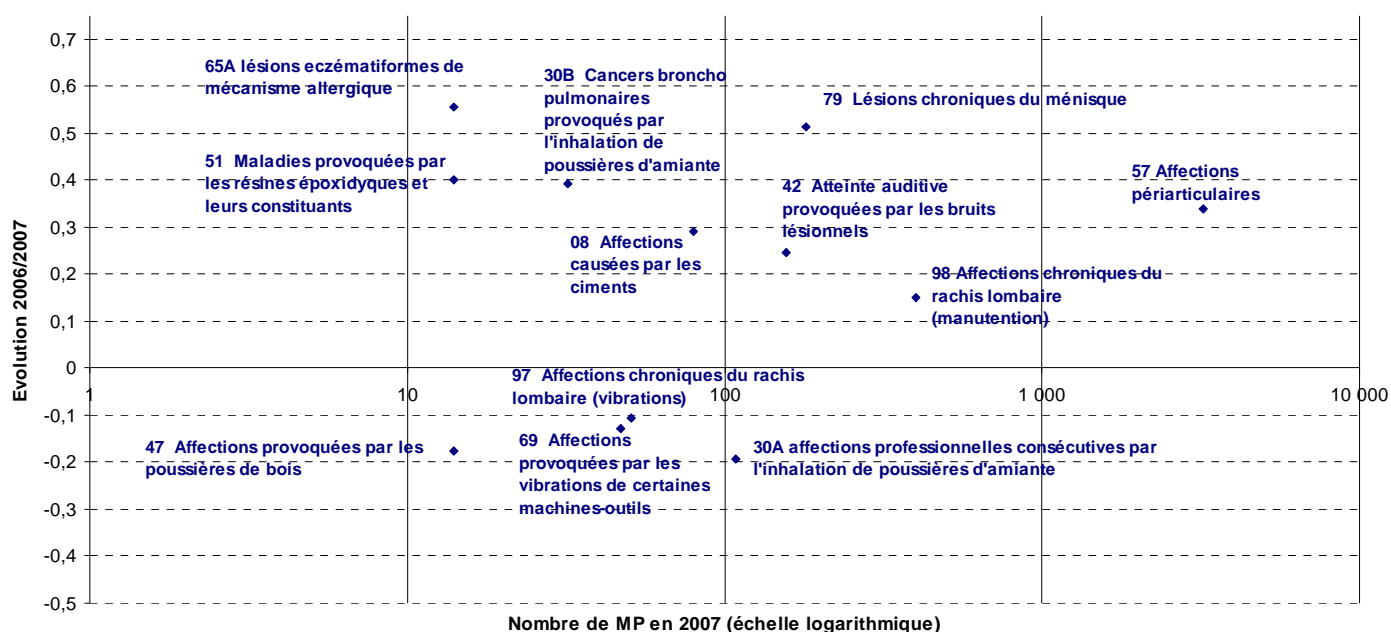 0,7
0,6
0,5
0,4
0,3
0,2
0,1
0
-0,1
-0,2
-0,3
-0,4
-0,5
Evolution 2006/2007
65A lésions eczématiformes de
mécanisme allergique
30B Cancers broncho
pulmonaires
provoqués par
l'inhalation de
poussières d'amiante
79 Lésions chroniques du ménisque
51 Maladies provoquées par
les résines époxidyques et
leurs constituants
42 Atteinte auditive
provoquées par les bruits
lésionnels
57 Affections
périarticulaires
08 Affections
causées par les
ciments
98 Affections chroniques du
rachis lombaire
(manutention)
1
10
100
1 000
10 000
97 Affections chroniques du rachis
lombaire (vibrations)
47 Affections provoquées par les
poussières de bois
69 Affections
provoquées par les
vibrations de certaines
machines-outils
30A affections professionnelles consécutives par
l'inhalation de poussières d'amiante
Nombre de MP en 2007 (échelle logarithmique)